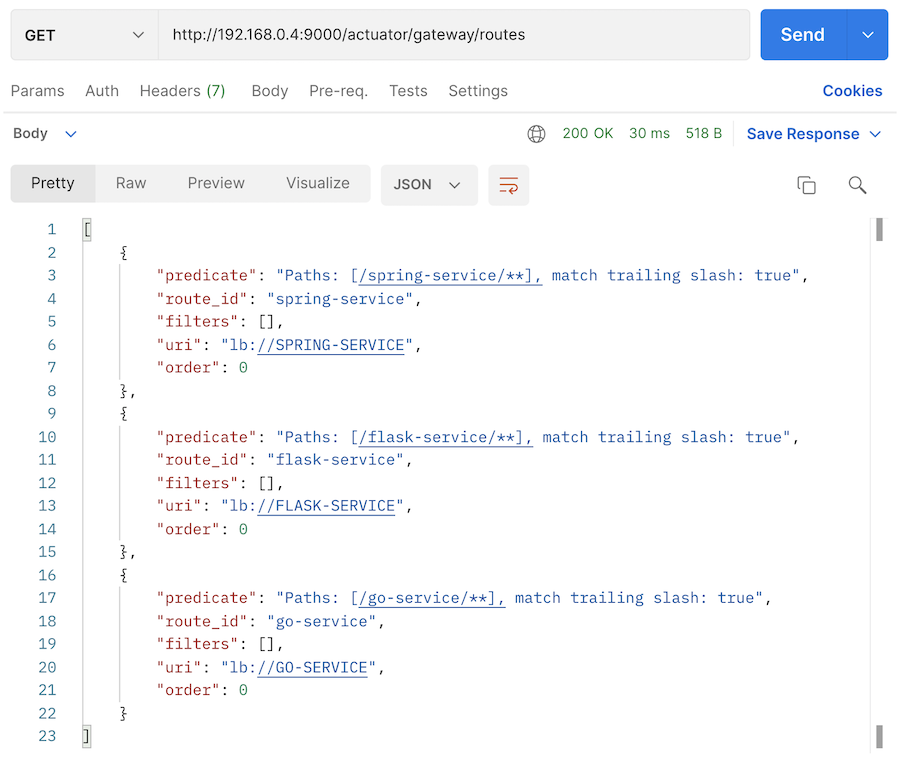 GET http://192.168.0.4:9000/actuator/gateway/routes Send
Params Auth Headers (7) Body Pre-req. Tests Settings Cookies
Body 200 OK 30 ms 518 B Save Response
Pretty Raw Preview Visualize JSON
1 [
2 {
3 "predicate": "Paths: [/spring-service/**], match trailing slash: true",
4 "route_id": "spring-service",
5 "filters": [],
6 "uri": "lb://SPRING-SERVICE",
7 "order": 0
8 },
9 {
10 "predicate": "Paths: [/flask-service/**], match trailing slash: true",
11 "route_id": "flask-service",
12 "filters": [],
13 "uri": "lb://FLASK-SERVICE",
14 "order": 0
15 },
16 {
17 "predicate": "Paths: [/go-service/**], match trailing slash: true",
18 "route_id": "go-service",
19 "filters": [],
20 "uri": "lb://GO-SERVICE",
21 "order": 0
22 }
23 ]